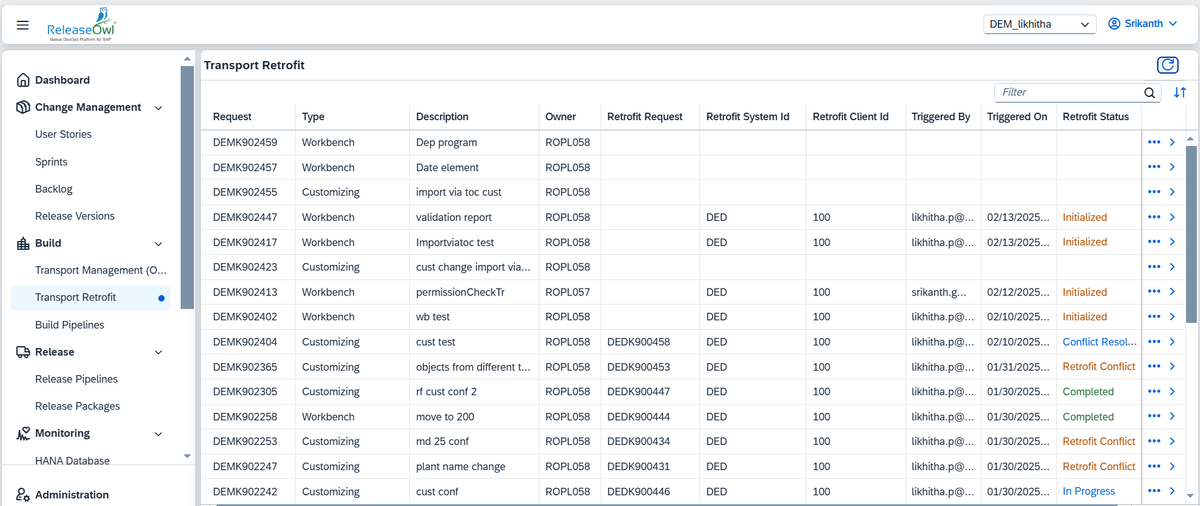 ReleaseOwl
Native DevOps Platform for SAP
DEM_likhitha
Srikanth
Dashboard
Change Management
User Stories
Sprints
Backlog
Release Versions
Build
Transport Management (O...
Transport Retrofit
Build Pipelines
Release
Release Pipelines
Release Packages
Monitoring
HANA Database
Administration
Transport Retrofit
Filter
Request Type Description Owner Retrofit Request Retrofit System Id Retrofit Client Id Triggered By Triggered On Retrofit Status
DEMK902459 Workbench Dep program ROPL058
DEMK902457 Workbench Date element ROPL058
DEMK902455 Customizing import via toc cust ROPL058
DEMK902447 Workbench validation report ROPL058 DED 100 likhitha.p@... 02/13/2025... Initialized
DEMK902417 Workbench Importviatoc test ROPL058 DED 100 likhitha.p@... 02/13/2025... Initialized
DEMK902423 Customizing cust change import via... ROPL058
DEMK902413 Workbench permissionCheckTr ROPL057 DED 100 srikanth.g... 02/12/2025... Initialized
DEMK902402 Workbench wb test ROPL058 DED 100 likhitha.p@... 02/10/2025... Initialized
DEMK902404 Customizing cust test ROPL058 DEDK900458 DED 100 likhitha.p@... 02/10/2025... Conflict Resol...
DEMK902365 Customizing objects from different t... ROPL058 DEDK900453 DED 100 likhitha.p@... 01/31/2025... Retrofit Conflict
DEMK902305 Customizing rf cust conf 2 ROPL058 DEDK900447 DED 100 likhitha.p@... 01/30/2025... Completed
DEMK902258 Workbench move to 200 ROPL058 DEDK900444 DED 100 likhitha.p@... 01/30/2025... Completed
DEMK902253 Customizing md 25 conf ROPL058 DEDK900434 DED 100 likhitha.p@... 01/30/2025... Retrofit Conflict
DEMK902247 Customizing plant name change ROPL058 DEDK900431 DED 100 likhitha.p@... 01/30/2025... Retrofit Conflict
DEMK902242 Customizing cust conf ROPL058 DEDK900446 DED 100 likhitha.p@... 01/30/2025... In Progress